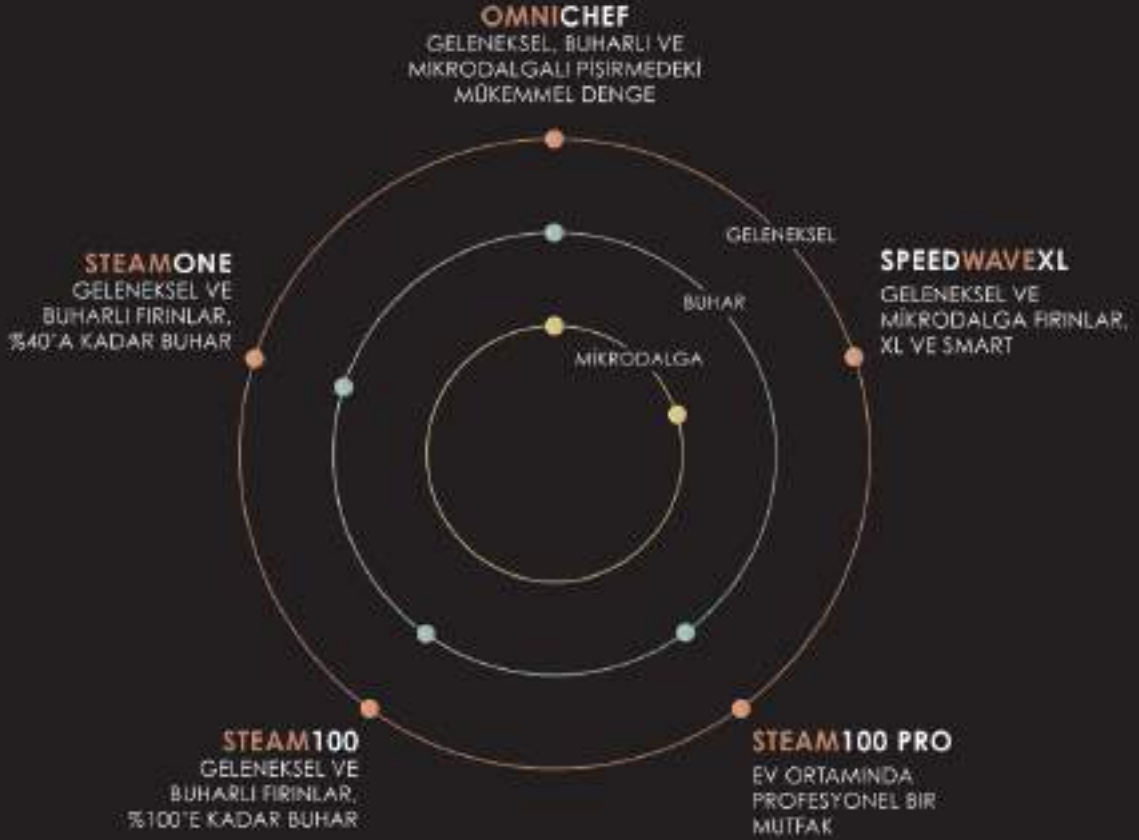 OMNICHEF
GELENEKSEL, BUHARLI VE
MİKRODALGALI PİŞİRMEDEKİ
MÜKEMMEL DENGE
GELENEKSEL
BUHAR
MİKRODALGA
STEAMONE
GELENEKSEL VE
BUHARLI FIRINLAR,
%40'A KADAR BUHAR
SPEEDWAVEXL
GELENEKSEL VE
MİKRODALGA FIRINLAR,
XL VE SMART
STEAM100
GELENEKSEL VE
BUHARLI FIRINLAR,
%100'E KADAR BUHAR
STEAM100 PRO
EV ORTAMINDA
PROFESYONEL BİR
MUTFAK